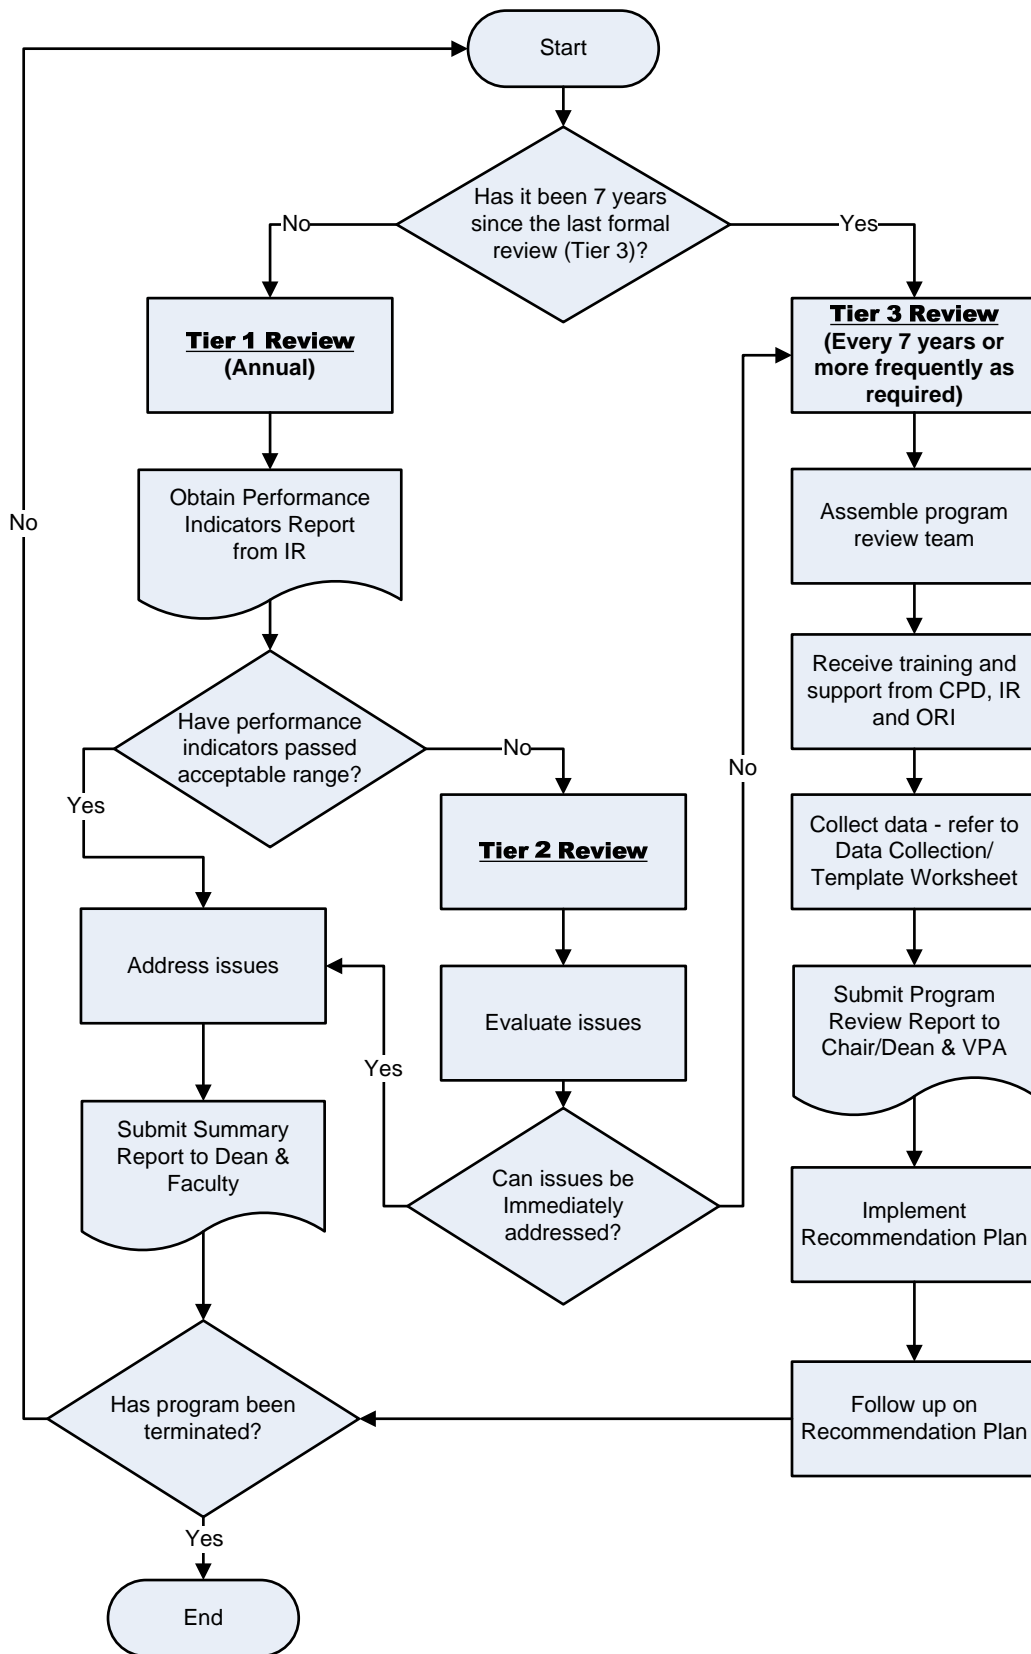 Start
Has it been 7 years
since the last formal
review (Tier 3)?
No
Yes
Tier 1 Review
(Annual)
Tier 3 Review
(Every 7 years or
more frequently as
required)
Obtain Performance
Indicators Report
from IR
No
Assemble program
review team
Receive training and
support from CPD, IR
and ORI
Have performance
indicators passed
acceptable range?
No
No
Yes
Tier 2 Review
Collect data - refer to
Data Collection/
Template Worksheet
Address issues
Evaluate issues
Submit Program
Review Report to
Chair/Dean & VPA
Yes
Submit Summary
Report to Dean &
Faculty
Can issues be
Immediately
addressed?
Implement
Recommendation Plan
Has program been
terminated?
Follow up on
Recommendation Plan
Yes
End